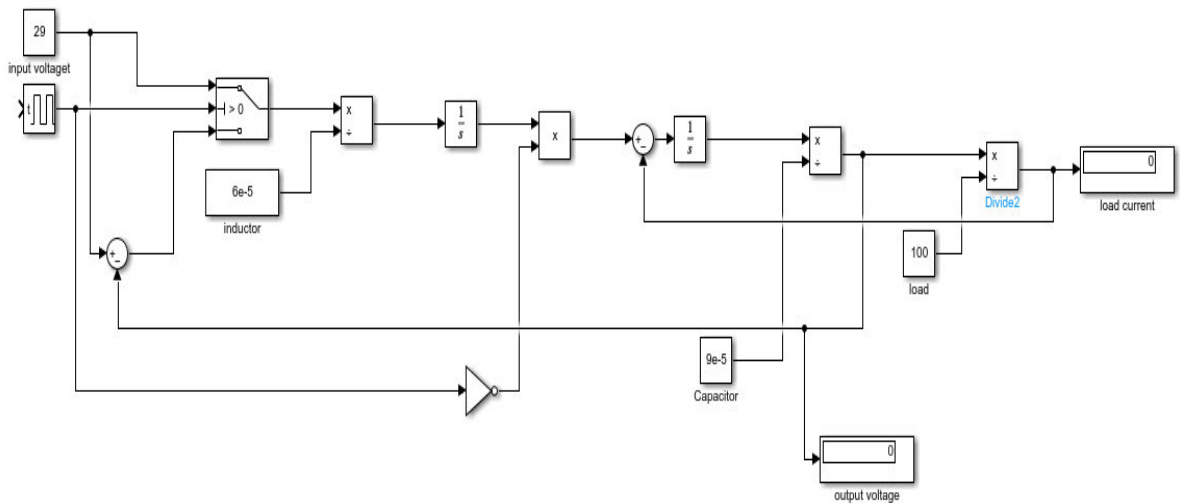 29
input voltaget
t
> 0
x
÷
1
s
x
+
−
1
s
x
÷
x
÷
Divide2
0
load current
6e-5
inductor
+
−
100
load
9e-5
Capacitor
0
output voltage